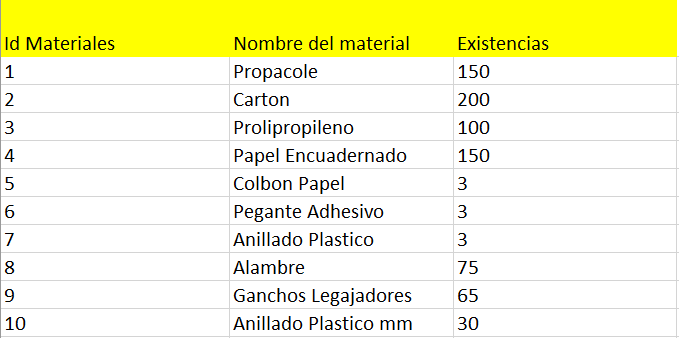 Id Materiales Nombre del material Existencias
1 Propacole 150
2 Carton 200
3 Prolipropileno 100
4 Papel Encuadernado 150
5 Colbon Papel 3
6 Pegante Adhesivo 3
7 Anillado Plastico 3
8 Alambre 75
9 Ganchos Legajadores 65
10 Anillado Plastico mm 30